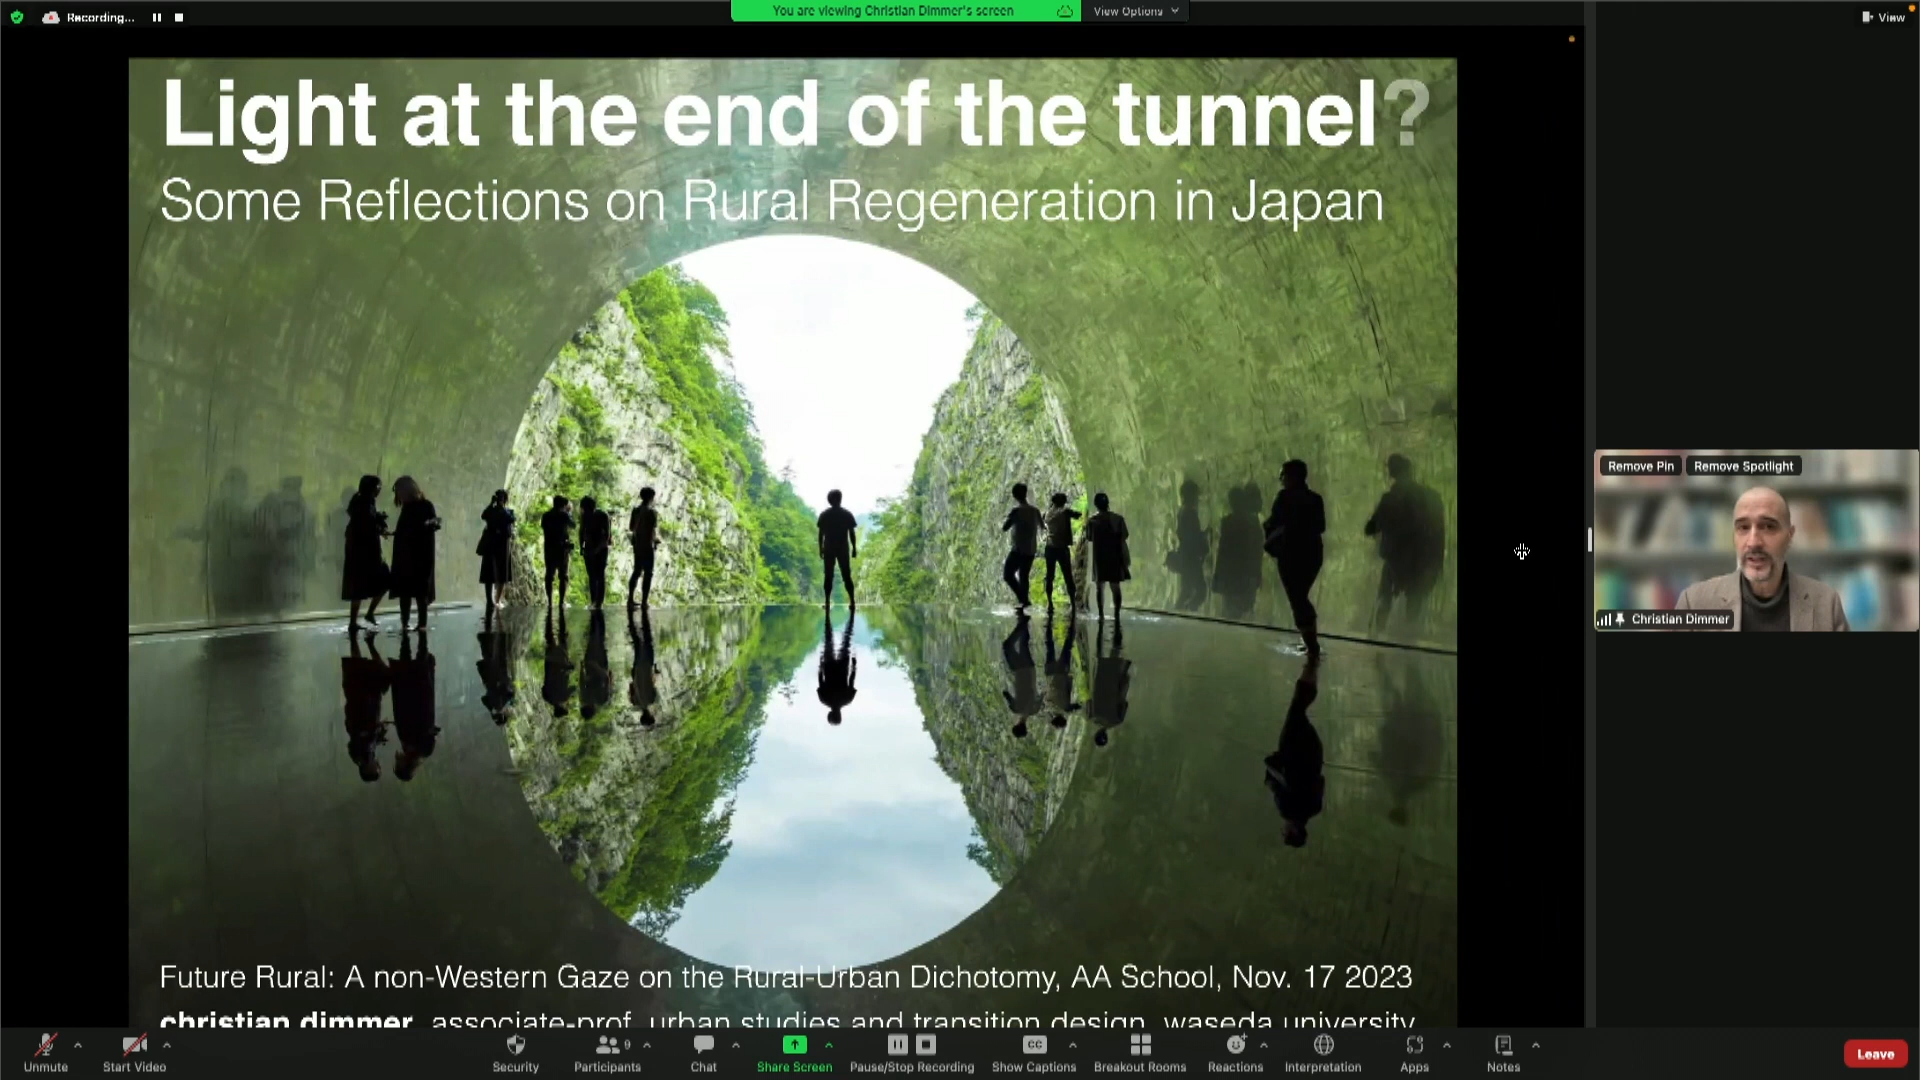 Recording...
You are viewing Christian Dimmer's screen
View Options
View
Light at the end of the tunnel?
Some Reflections on Rural Regeneration in Japan
Remove Pin
Remove Spotlight
Christian Dimmer
Future Rural: A non-Western Gaze on the Rural-Urban Dichotomy, AA School, Nov. 17 2023
christian dimmer, associate-prof. urban studies and transition design, waseda university
Unmute
Start Video
Security
Participants
9
Chat
Share Screen
Pause/Stop Recording
CC
Show Captions
Breakout Rooms
Reactions
Interpretation
Apps
Notes
Leave